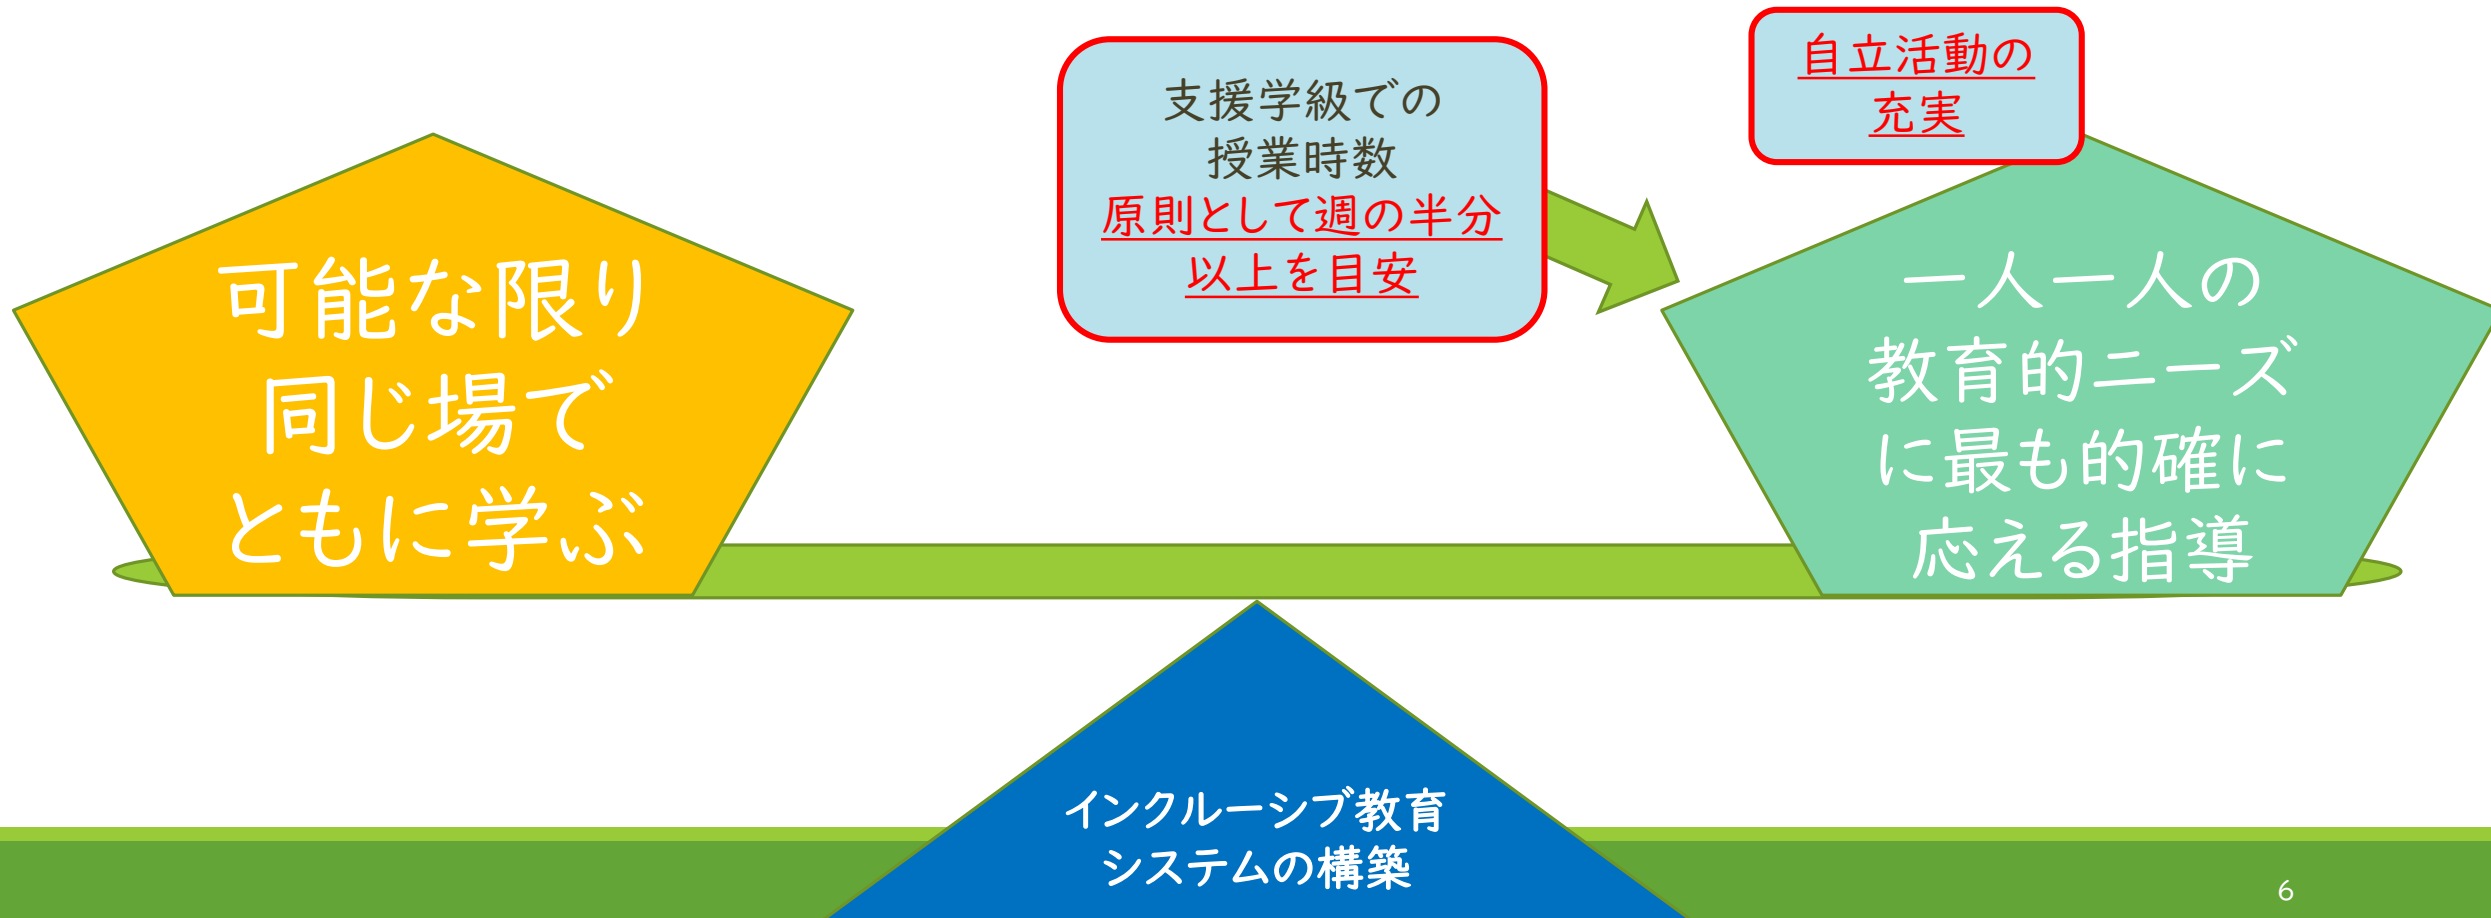 自立活動の
充実
支援学級での
授業時数
原則として週の半分
以上を目安
可能な限り
同じ場で
ともに学ぶ
一人一人の
教育的ニーズ
に最も的確に
応える指導
インクルーシブ教育
システムの構築
6